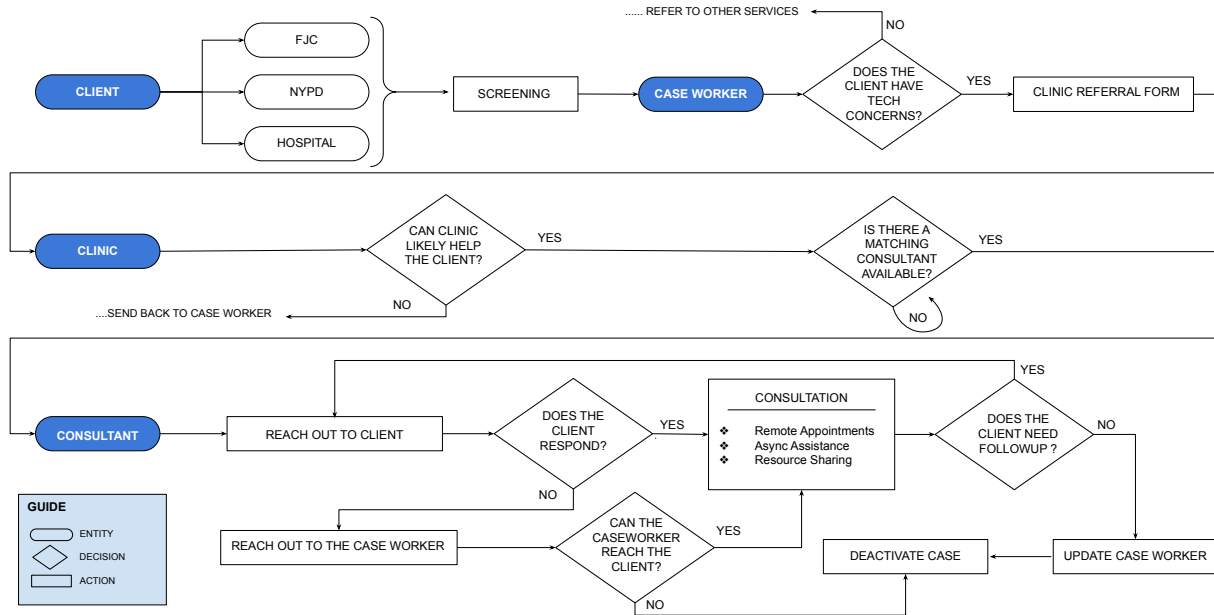 ...... REFER TO OTHER SERVICES
NO
FJC
CLIENT
NYPD
HOSPITAL
SCREENING
CASE WORKER
DOES THE
CLIENT HAVE
TECH
CONCERNS?
YES
CLINIC REFERRAL FORM
CLINIC
CAN CLINIC
LIKELY HELP
THE CLIENT?
YES
NO
....SEND BACK TO CASE WORKER
IS THERE A
MATCHING
CONSULTANT
AVAILABLE?
YES
NO
CONSULTANT
REACH OUT TO CLIENT
DOES THE
CLIENT
RESPOND?
YES
NO
CONSULTATION
❖ Remote Appointments
❖ Async Assistance
❖ Resource Sharing
YES
DOES THE
CLIENT NEED
FOLLOWUP ?
NO
REACH OUT TO THE CASE WORKER
CAN THE
CASEWORKER
REACH THE
CLIENT?
YES
NO
DEACTIVATE CASE
UPDATE CASE WORKER
GUIDE
ENTITY
DECISION
ACTION